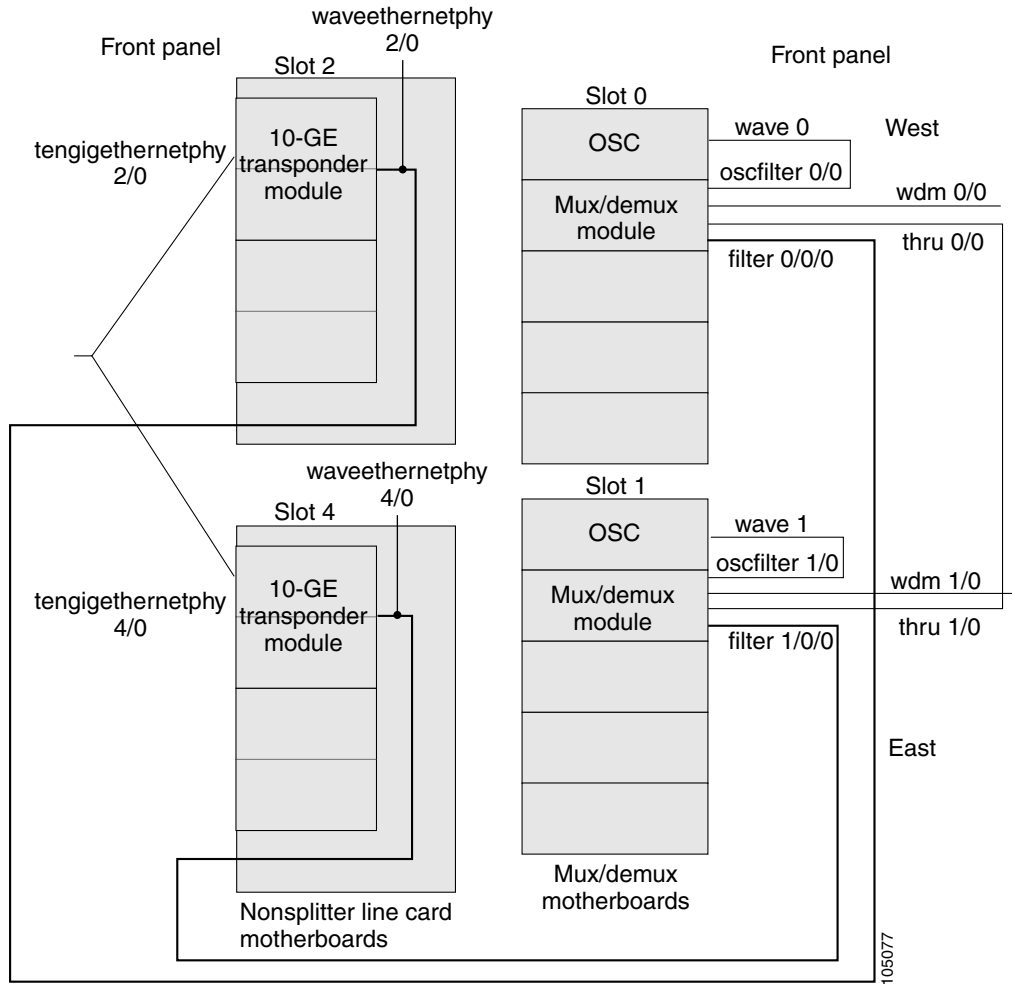 waveethernetphy
2/0
Front panel
Slot 2
tengigethernetphy
2/0
10-GE
transponder
module
waveethernetphy
4/0
Slot 4
tengigethernetphy
4/0
10-GE
transponder
module
Nonsplitter line card
motherboards
Front panel
Slot 0
OSC
Mux/demux
module
wave 0
West
oscfilter 0/0
wdm 0/0
thru 0/0
filter 0/0/0
Slot 1
OSC
Mux/demux
module
wave 1
oscfilter 1/0
wdm 1/0
thru 1/0
filter 1/0/0
East
Mux/demux
motherboards
105077